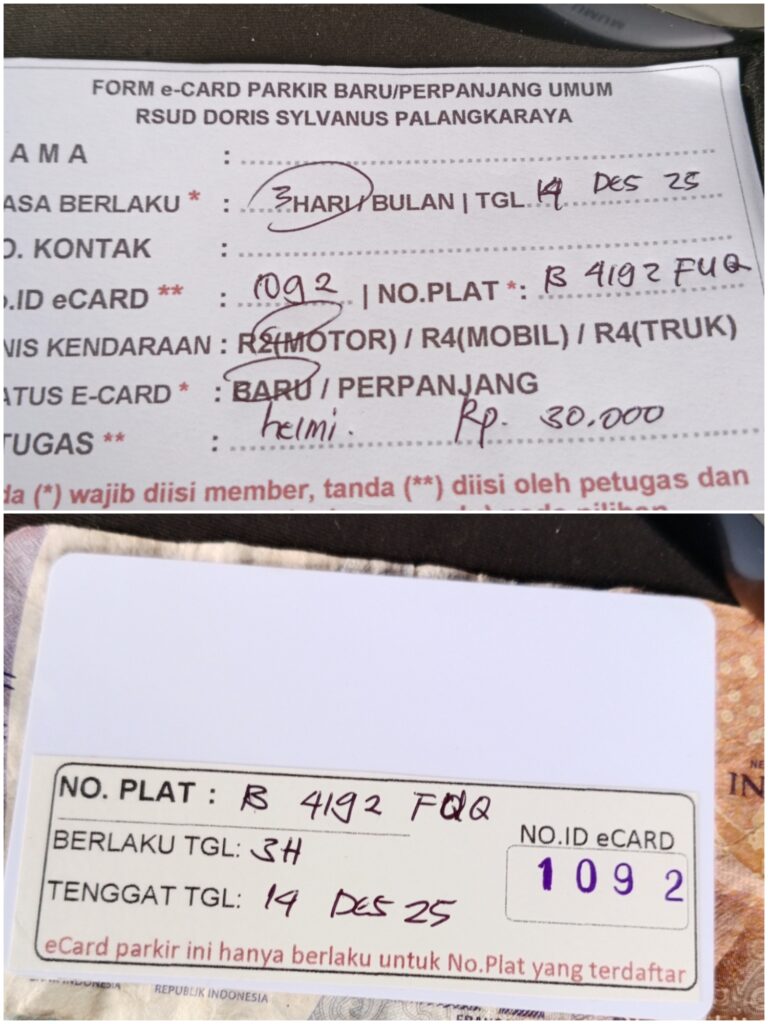 FORM e-CARD PARKIR BARU/PERPANJANG UMUM
RSUD DORIS SYLVANUS PALANGKARAYA
AMA :
ASA BERLAKU * : 3HARI/BULAN | TGL 14 DES 25
O. KONTAK :
.ID eCARD ** : 1092 | NO.PLAT *: B 4192 FUQ
NIS KENDARAAN : R2(MOTOR) / R4(MOBIL) / R4(TRUK)
ATUS E-CARD * : BARU / PERPANJANG
TUGAS ** : helmi. Rp. 30.000
da (*) wajib diisi member, tanda (**) diisi oleh petugas dan
NO. PLAT : B 4192 FUQ
BERLAKU TGL: 3H
NO.ID eCARD
1092
TENGGAT TGL: 14 DES 25
eCard parkir ini hanya berlaku untuk No.Plat yang terdaftar
REPUBLIK INDONESIA